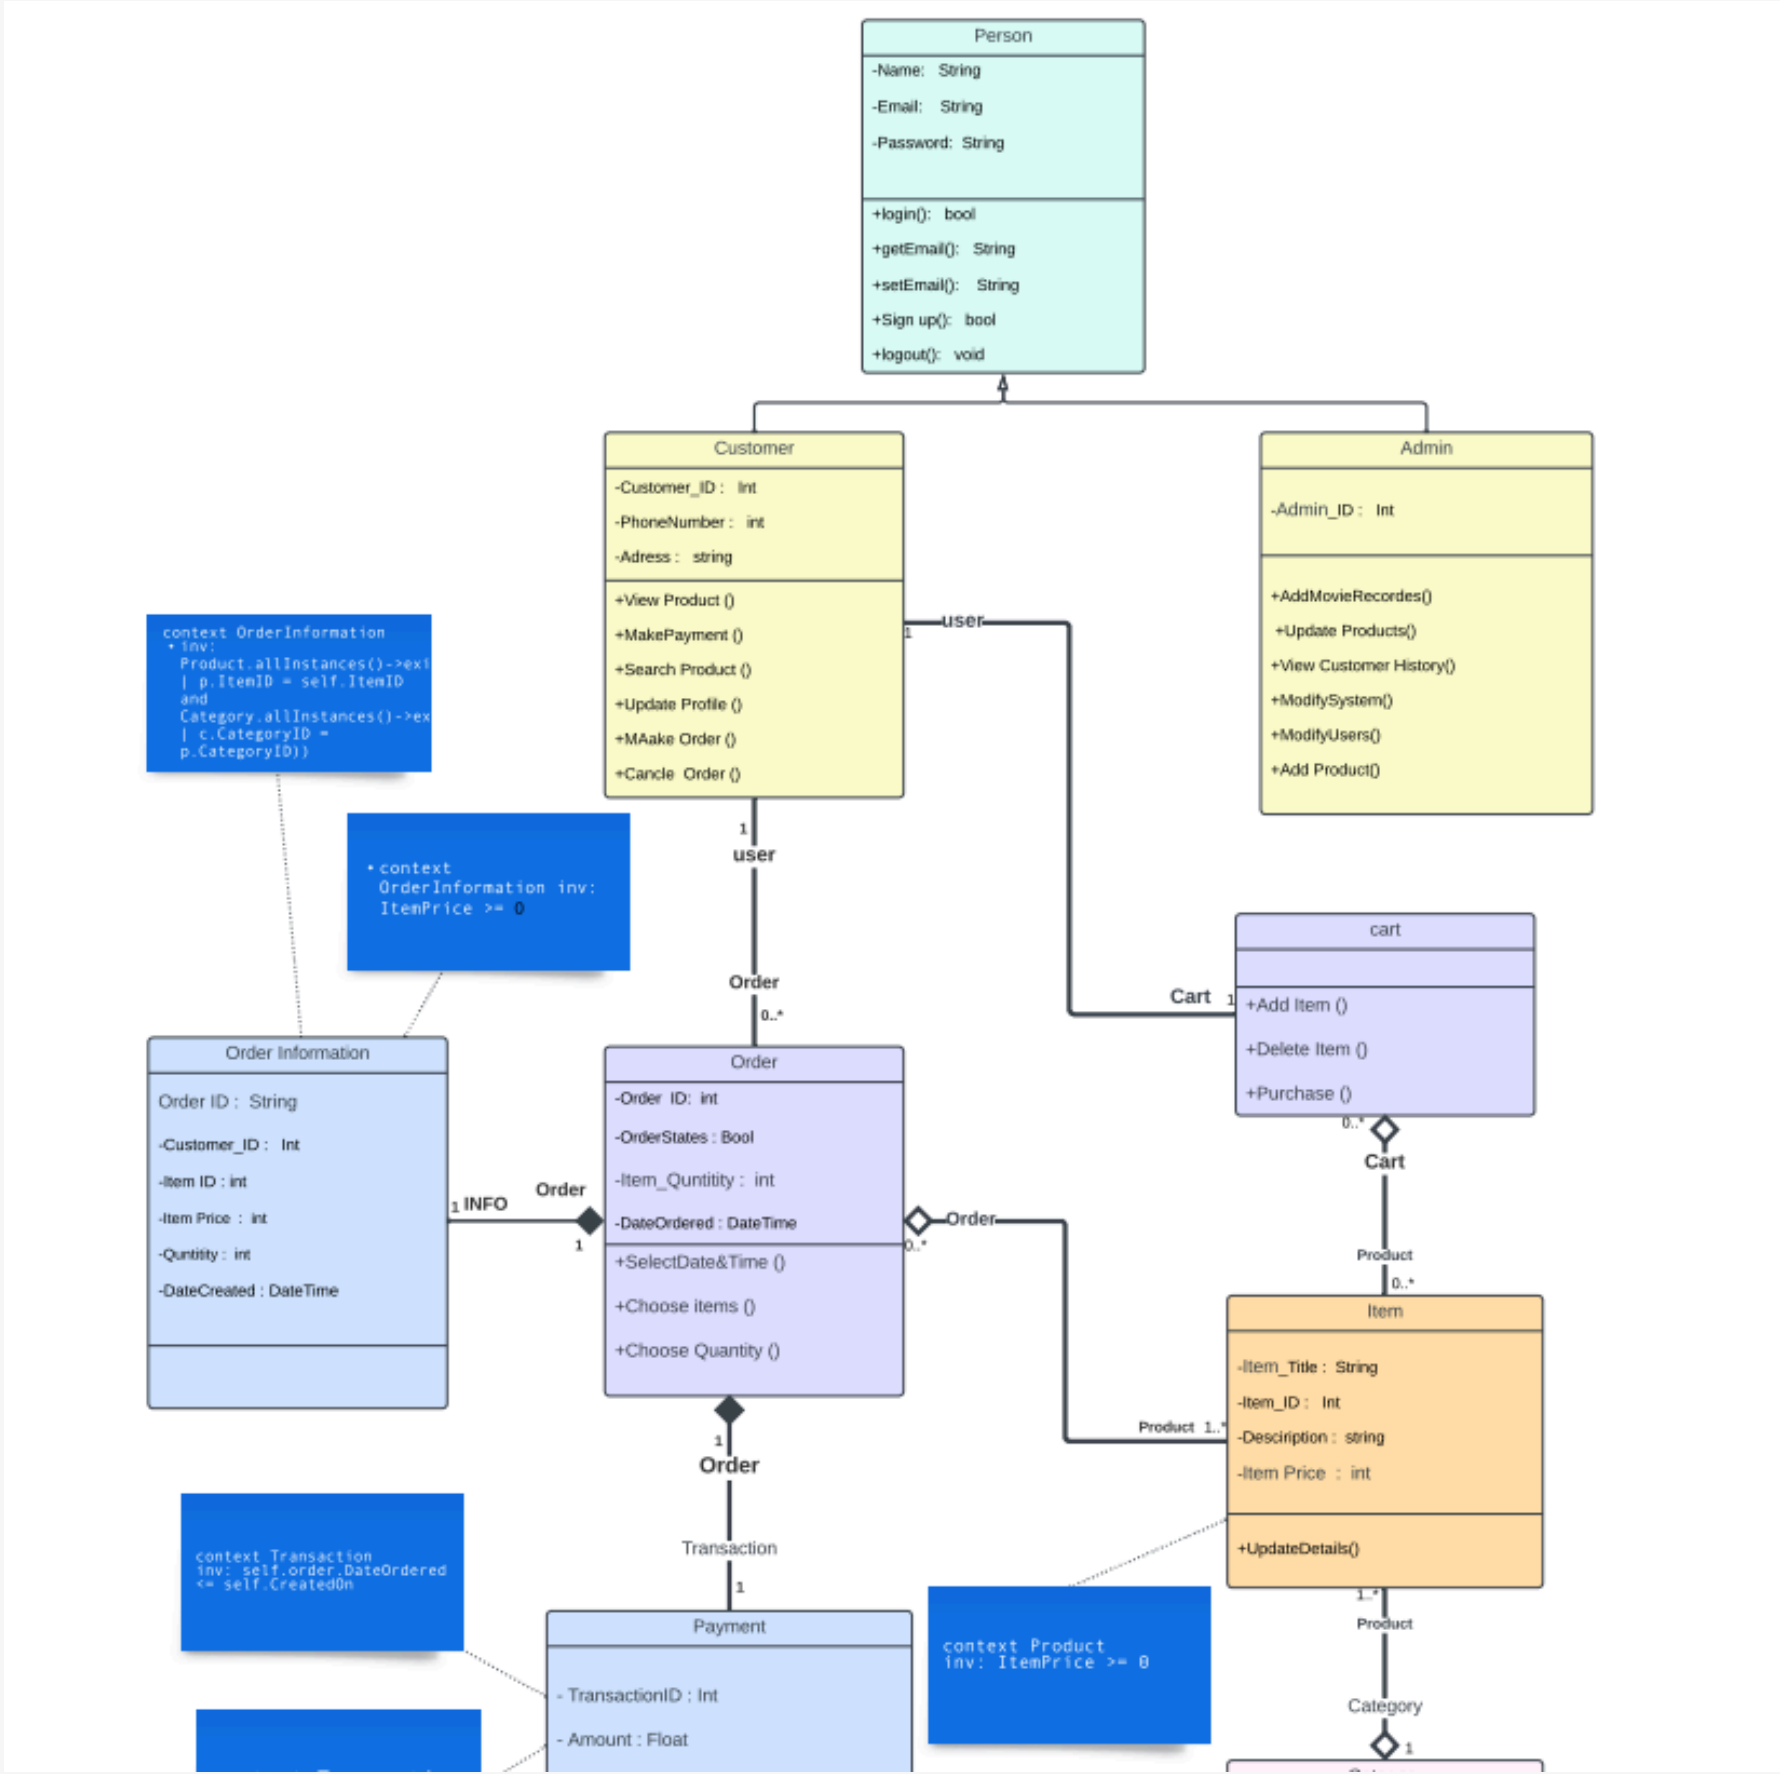 Person
-Name: String
-Email: String
-Password: String
+login(): bool
+getEmail(): String
+setEmail(): String
+Sign up(): bool
+logout(): void
Customer
-Customer_ID : Int
-PhoneNumber : int
-Adress : string
+View Product ()
+MakePayment ()
+Search Product ()
+Update Profile ()
+MAake Order ()
+Cancle Order ()
Admin
-Admin_ID : Int
+AddMovieRecordes()
+Update Products()
+View Customer History()
+ModifySystem()
+ModifyUsers()
+Add Product()
user
1
context OrderInformation
• inv:
Product.allInstances()->exi
| p.ItemID = self.ItemID
and
Category.allInstances()->ex
| c.CategoryID =
p.CategoryID))
• context
OrderInformation inv:
ItemPrice >= 0
1
user
Order
0..*
cart
+Add Item ()
+Delete Item ()
+Purchase ()
Cart 1
0..*
Cart
Product
0..*
Order Information
Order ID : String
-Customer_ID : Int
-Item ID : int
-Item Price : int
-Quntitity : int
-DateCreated : DateTime
1 INFO
Order
1
Order
-Order ID: int
-OrderStates : Bool
-Item_Quntitity : int
-DateOrdered : DateTime
+SelectDate&Time ()
+Choose items ()
+Choose Quantity ()
Order
0..*
Product 1..*
Item
-Item_Title : String
-Item_ID : Int
-Desciription : string
-Item Price : int
+UpdateDetails()
1
Order
Transaction
1
context Transaction
inv: self.order.DateOrdered
<= self.CreatedOn
Payment
- TransactionID : Int
- Amount : Float
context Product
inv: ItemPrice >= 0
1..*
Product
Category
1